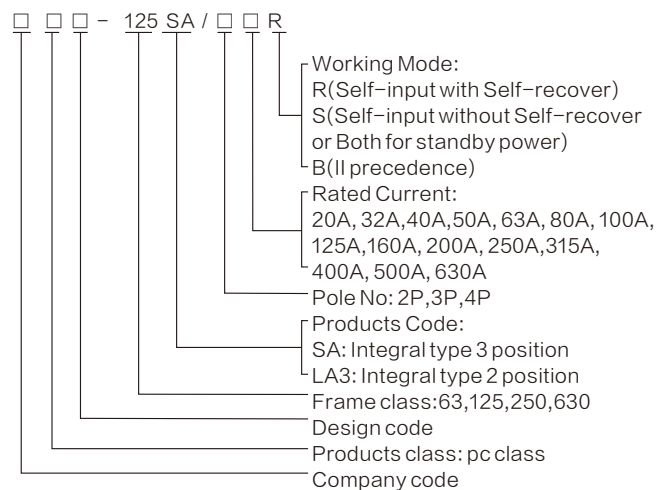 □ □ □ - 125 SA / □ □ R
Working Mode:
R(Self-input with Self-recover)
S(Self-input without Self-recover
or Both for standby power)
B(II precedence)
Rated Current:
20A, 32A,40A,50A, 63A, 80A, 100A,
125A,160A, 200A, 250A,315A,
400A, 500A, 630A
Pole No: 2P,3P,4P
Products Code:
SA: Integral type 3 position
LA3: Integral type 2 position
Frame class:63,125,250,630
Design code
Products class: pc class
Company code